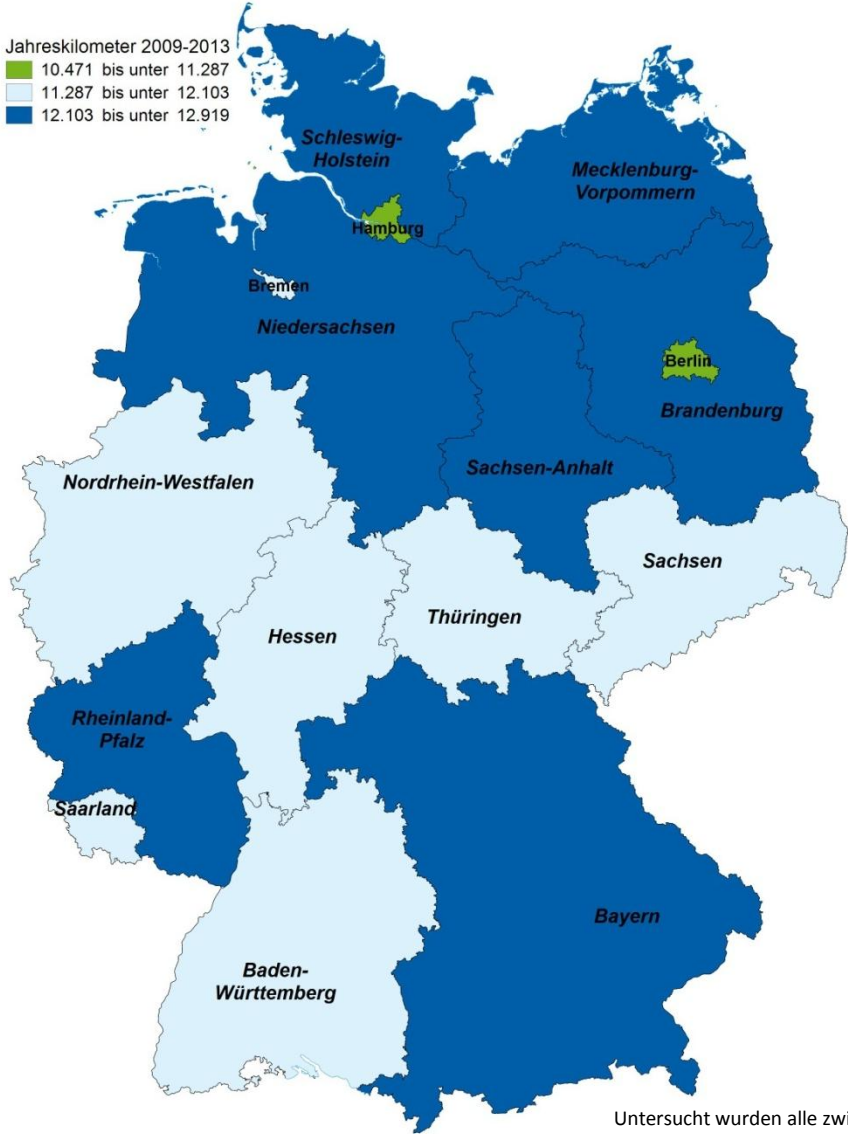 Jahreskilometer 2009-2013
10.471 bis unter 11.287
11.287 bis unter 12.103
12.103 bis unter 12.919
Schleswig-
Holstein
Mecklenburg-
Vorpommern
Hamburg
Bremen
Niedersachsen
Berlin
Brandenburg
Sachsen-Anhalt
Nordrhein-Westfalen
Sachsen
Thüringen
Hessen
Rheinland-
Pfalz
Saarland
Bayern
Baden-
Württemberg
Untersucht wurden alle zwi